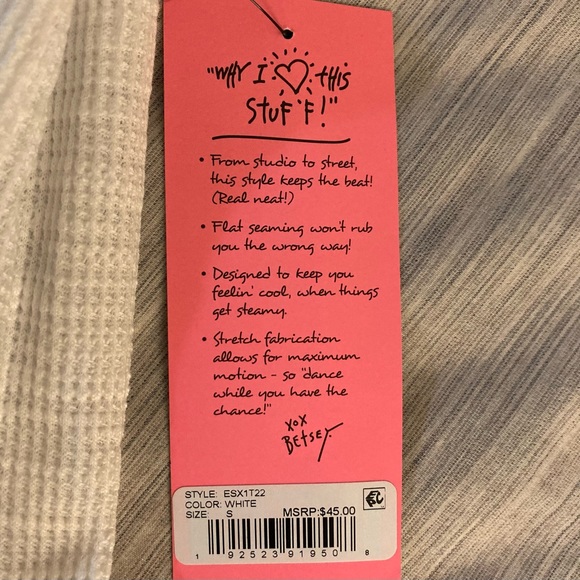 "WHY I ♡ THIS
STUFF!"
• From studio to street,
this style keeps the beat!
(Real neat!)
• Flat seaming won't rub
you the wrong way!
• Designed to keep you
feelin' cool, when things
get steamy.
• Stretch fabrication
allows for maximum
motion - so "dance
while you have the
chance!"
xox
BETSEY
STYLE: ESX1T22
COLOR: WHITE
SIZE: S MSRP:$45.00
1 92523 91950 8